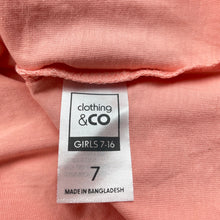 clothing
&CO
GIRLS 7-16
7
MADE IN BANGLADESH